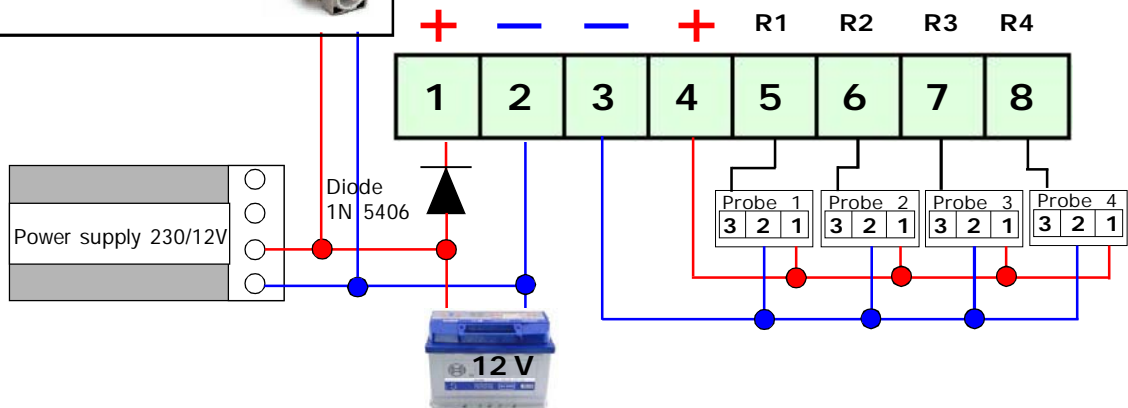 + — — + R1 R2 R3 R4
1 2 3 4 5 6 7 8
Diode
1N 5406
Power supply 230/12V
Probe 1
3 2 1
Probe 2
3 2 1
Probe 3
3 2 1
Probe 4
3 2 1
12 V